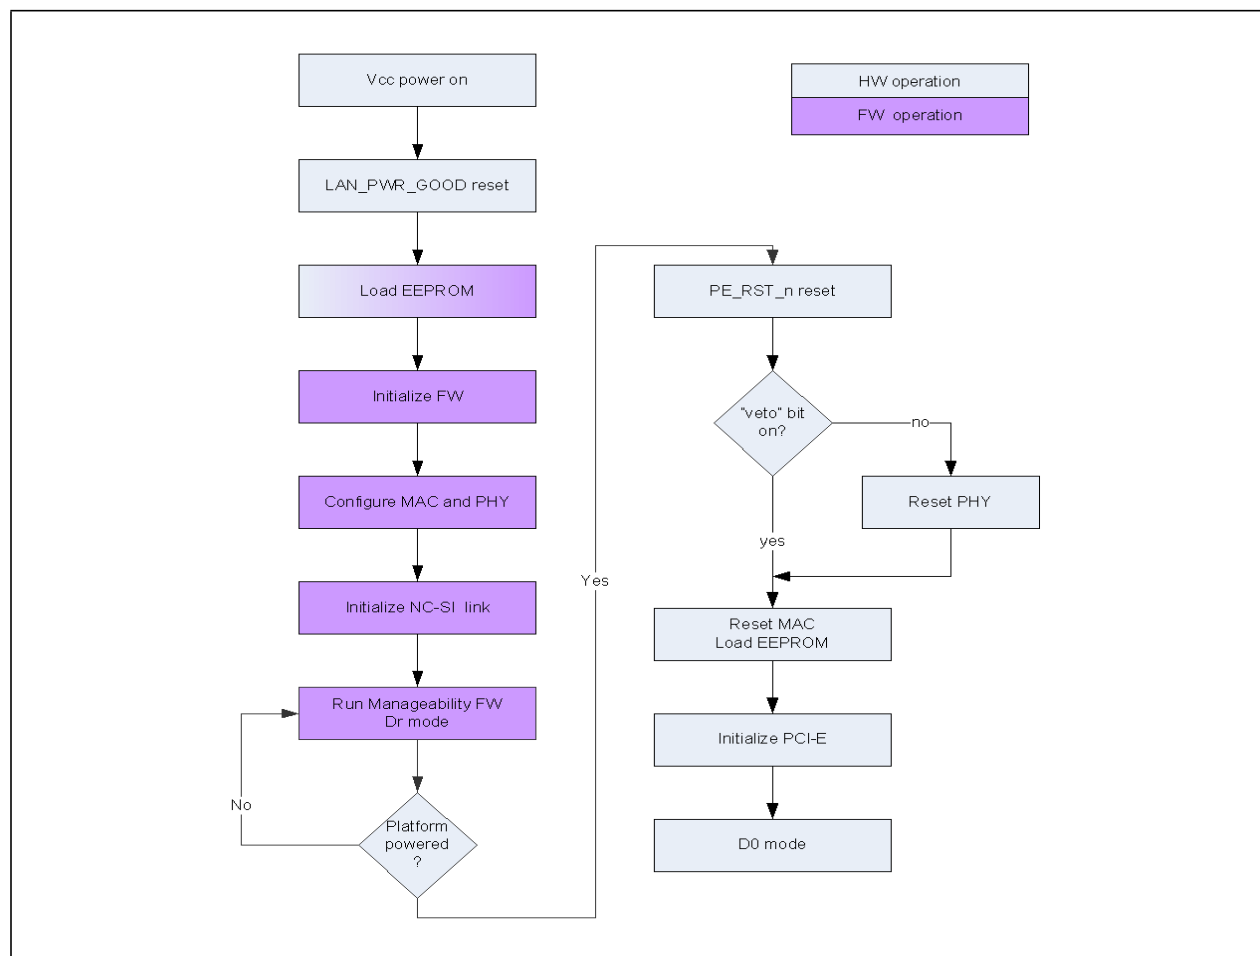 Vcc power on
HW operation
FW operation
LAN_PWR_GOOD reset
Load EEPROM
Initialize FW
Configure MAC and PHY
Initialize NC-SI link
Run Manageability FW
Dr mode
No
Platform
powered
?
Yes
PE_RST_n reset
"veto" bit
on?
no
Reset PHY
yes
Reset MAC
Load EEPROM
Initialize PCI-E
D0 mode